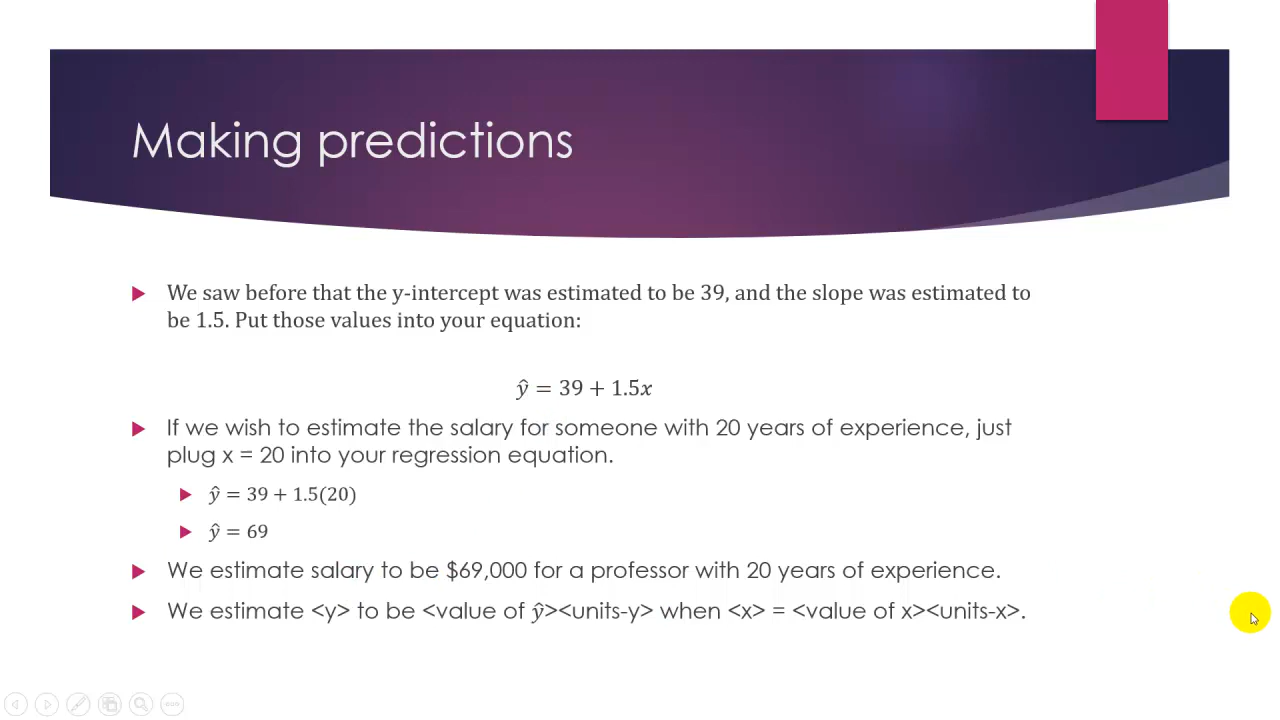 Making predictions
We saw before that the y-intercept was estimated to be 39, and the slope was estimated to
be 1.5. Put those values into your equation:
ŷ = 39 + 1.5x
If we wish to estimate the salary for someone with 20 years of experience, just
plug x = 20 into your regression equation.
ŷ = 39 + 1.5(20)
ŷ = 69
We estimate salary to be $69,000 for a professor with 20 years of experience.
We estimate <y> to be <value of ŷ><units-y> when <x> = <value of x><units-x>.